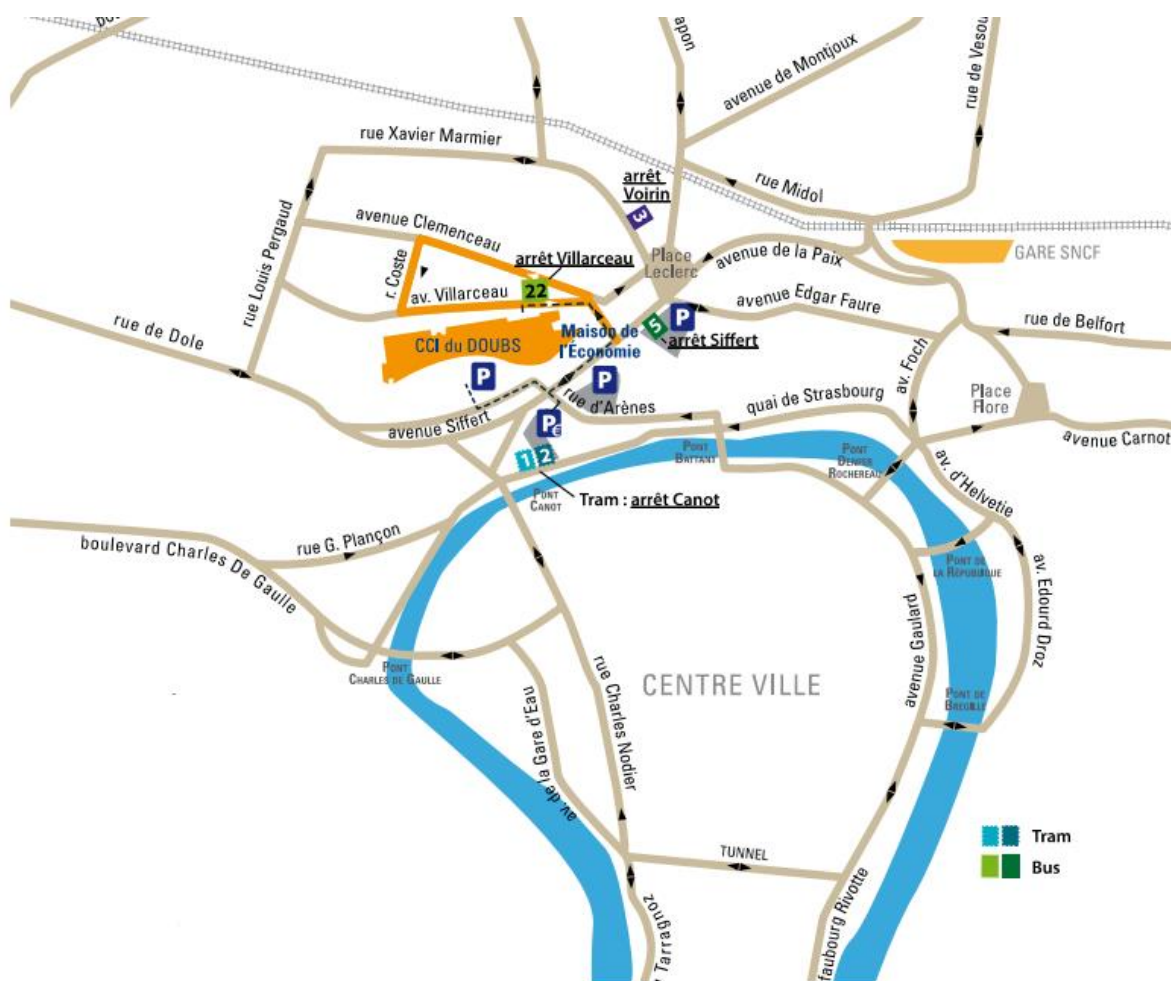 apon
avenue de Montjoux
rue de Vesou
rue Xavier Marmier
arrêt
Voirin
3
rue Midol
avenue Clemenceau
Place
Leclerc
avenue de la Paix
GARE SNCF
arrêt Villarceau
r. Coste
22
av. Villarceau
rue Louis Pergaud
avenue Edgar Faure
rue de Belfort
rue de Dole
CCI du DOUBS
Maison de
l'Économie
5
P
arrêt Siffert
av. Foch
P
P
rue d'Arènes
quai de Strasbourg
Place
Flore
avenue Siffert
avenue Carnot
P€
PONT
BATTANT
PONT
DENFER
ROCHEREAU
1 2
Tram : arrêt Canot
PONT
CANOT
av. d'Helvetie
rue G. Plançon
boulevard Charles De Gaulle
PONT DE
LA RÉPUBLIQUE
av. Edourd Droz
avenue Gaulard
PONT
CHARLES DE GAULLE
CENTRE VILLE
PONT DE
BREGILLE
rue Charles Nodier
av. de la Gare d'Eau
TUNNEL
Tram
Bus
Tarragnoz
faubourg Rivotte